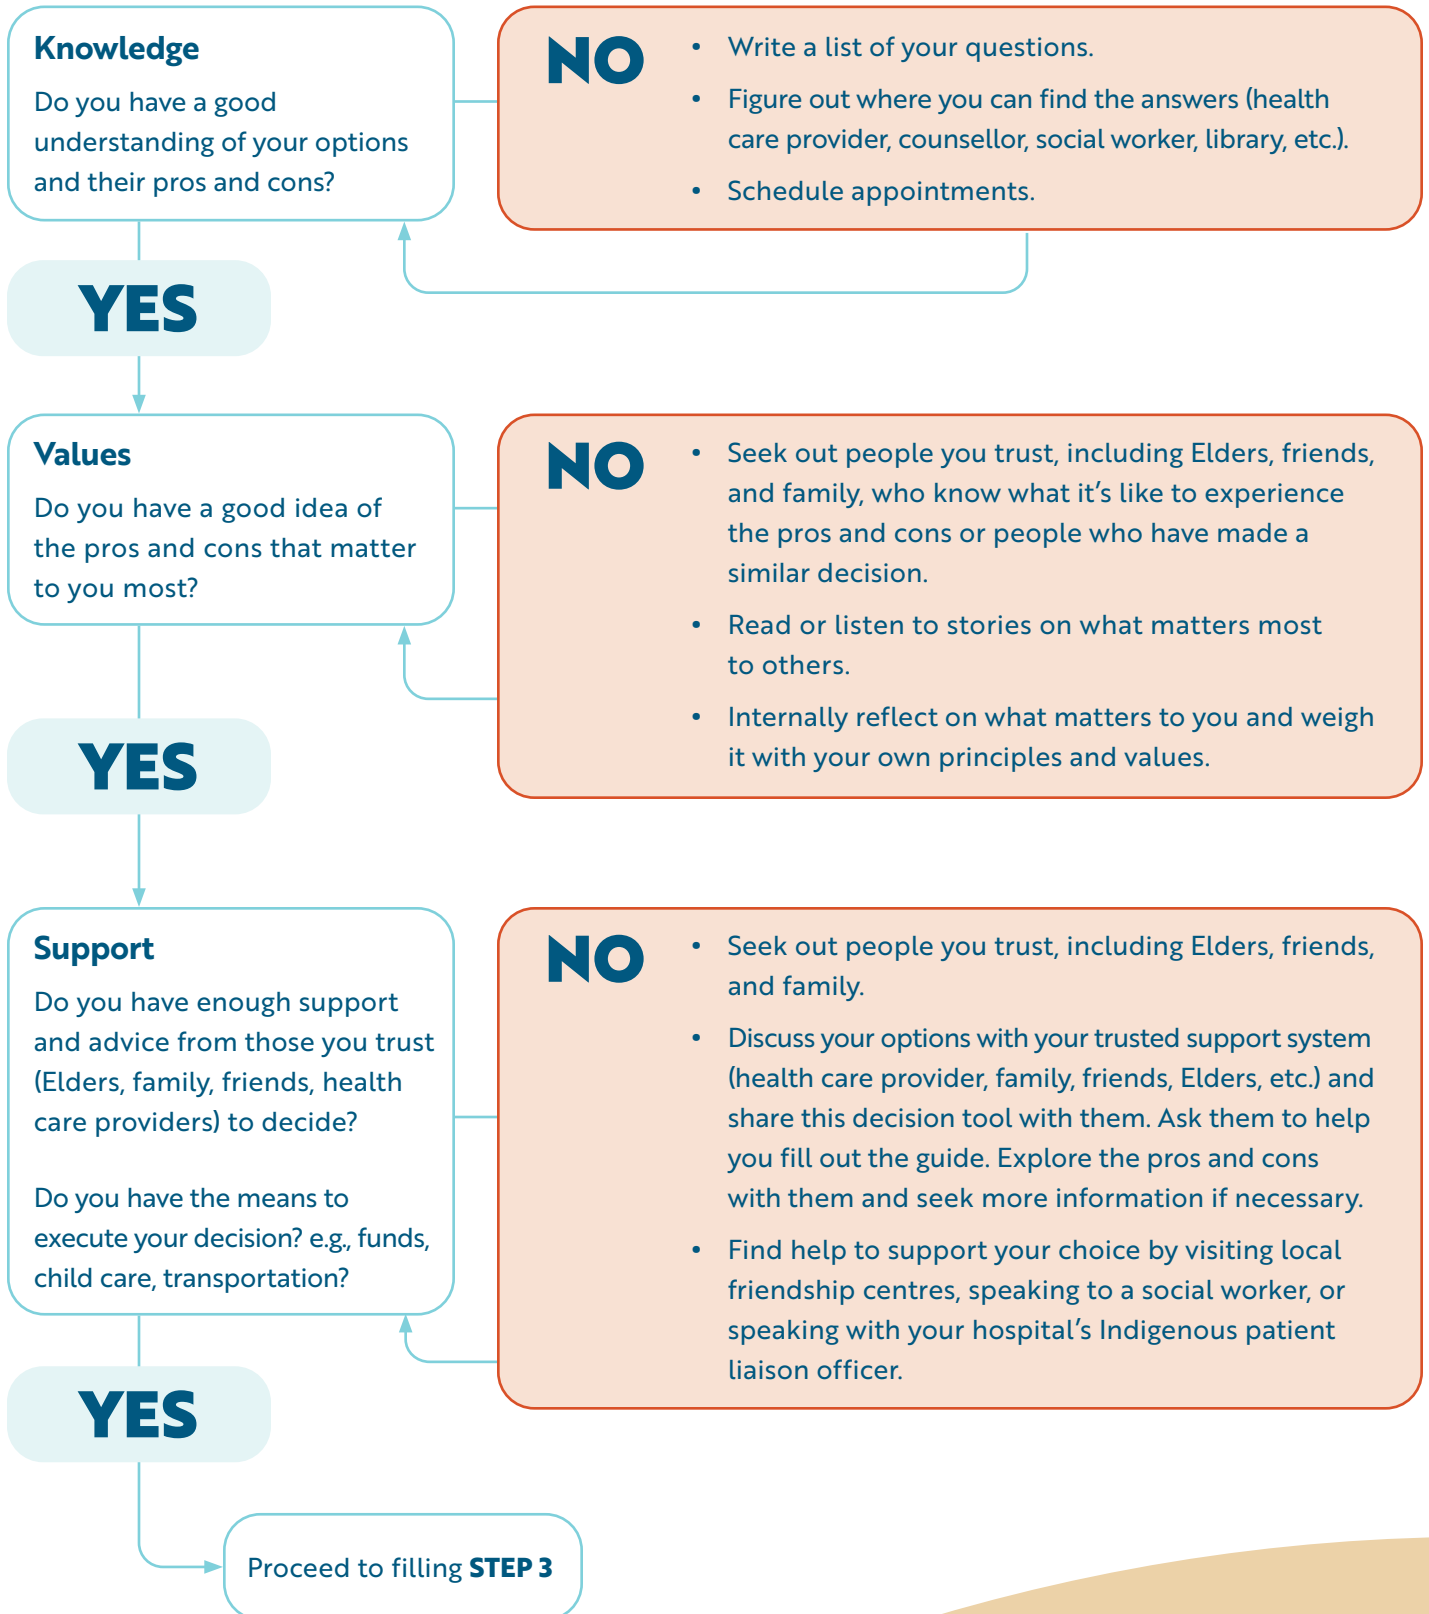 Knowledge
Do you have a good
understanding of your options
and their pros and cons?
NO
• Write a list of your questions.
• Figure out where you can find the answers (health
care provider, counsellor, social worker, library, etc.).
• Schedule appointments.
YES
Values
Do you have a good idea of
the pros and cons that matter
to you most?
NO
• Seek out people you trust, including Elders, friends,
and family, who know what it’s like to experience
the pros and cons or people who have made a
similar decision.
• Read or listen to stories on what matters most
to others.
• Internally reflect on what matters to you and weigh
it with your own principles and values.
YES
Support
Do you have enough support
and advice from those you trust
(Elders, family, friends, health
care providers) to decide?
Do you have the means to
execute your decision? e.g., funds,
child care, transportation?
NO
• Seek out people you trust, including Elders, friends,
and family.
• Discuss your options with your trusted support system
(health care provider, family, friends, Elders, etc.) and
share this decision tool with them. Ask them to help
you fill out the guide. Explore the pros and cons
with them and seek more information if necessary.
• Find help to support your choice by visiting local
friendship centres, speaking to a social worker, or
speaking with your hospital’s Indigenous patient
liaison officer.
YES
Proceed to filling STEP 3